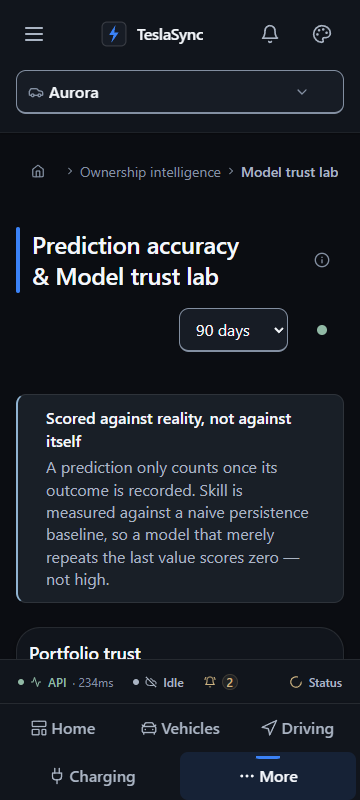 TeslaSync
Aurora
Ownership intelligence
Model trust lab
Prediction accuracy
& Model trust lab
90 days
Scored against reality, not against
itself
A prediction only counts once its
outcome is recorded. Skill is
measured against a naive persistence
baseline, so a model that merely
repeats the last value scores zero —
not high.
Portfolio trust
API · 234ms
Idle
2
Status
Home
Vehicles
Driving
Charging
More